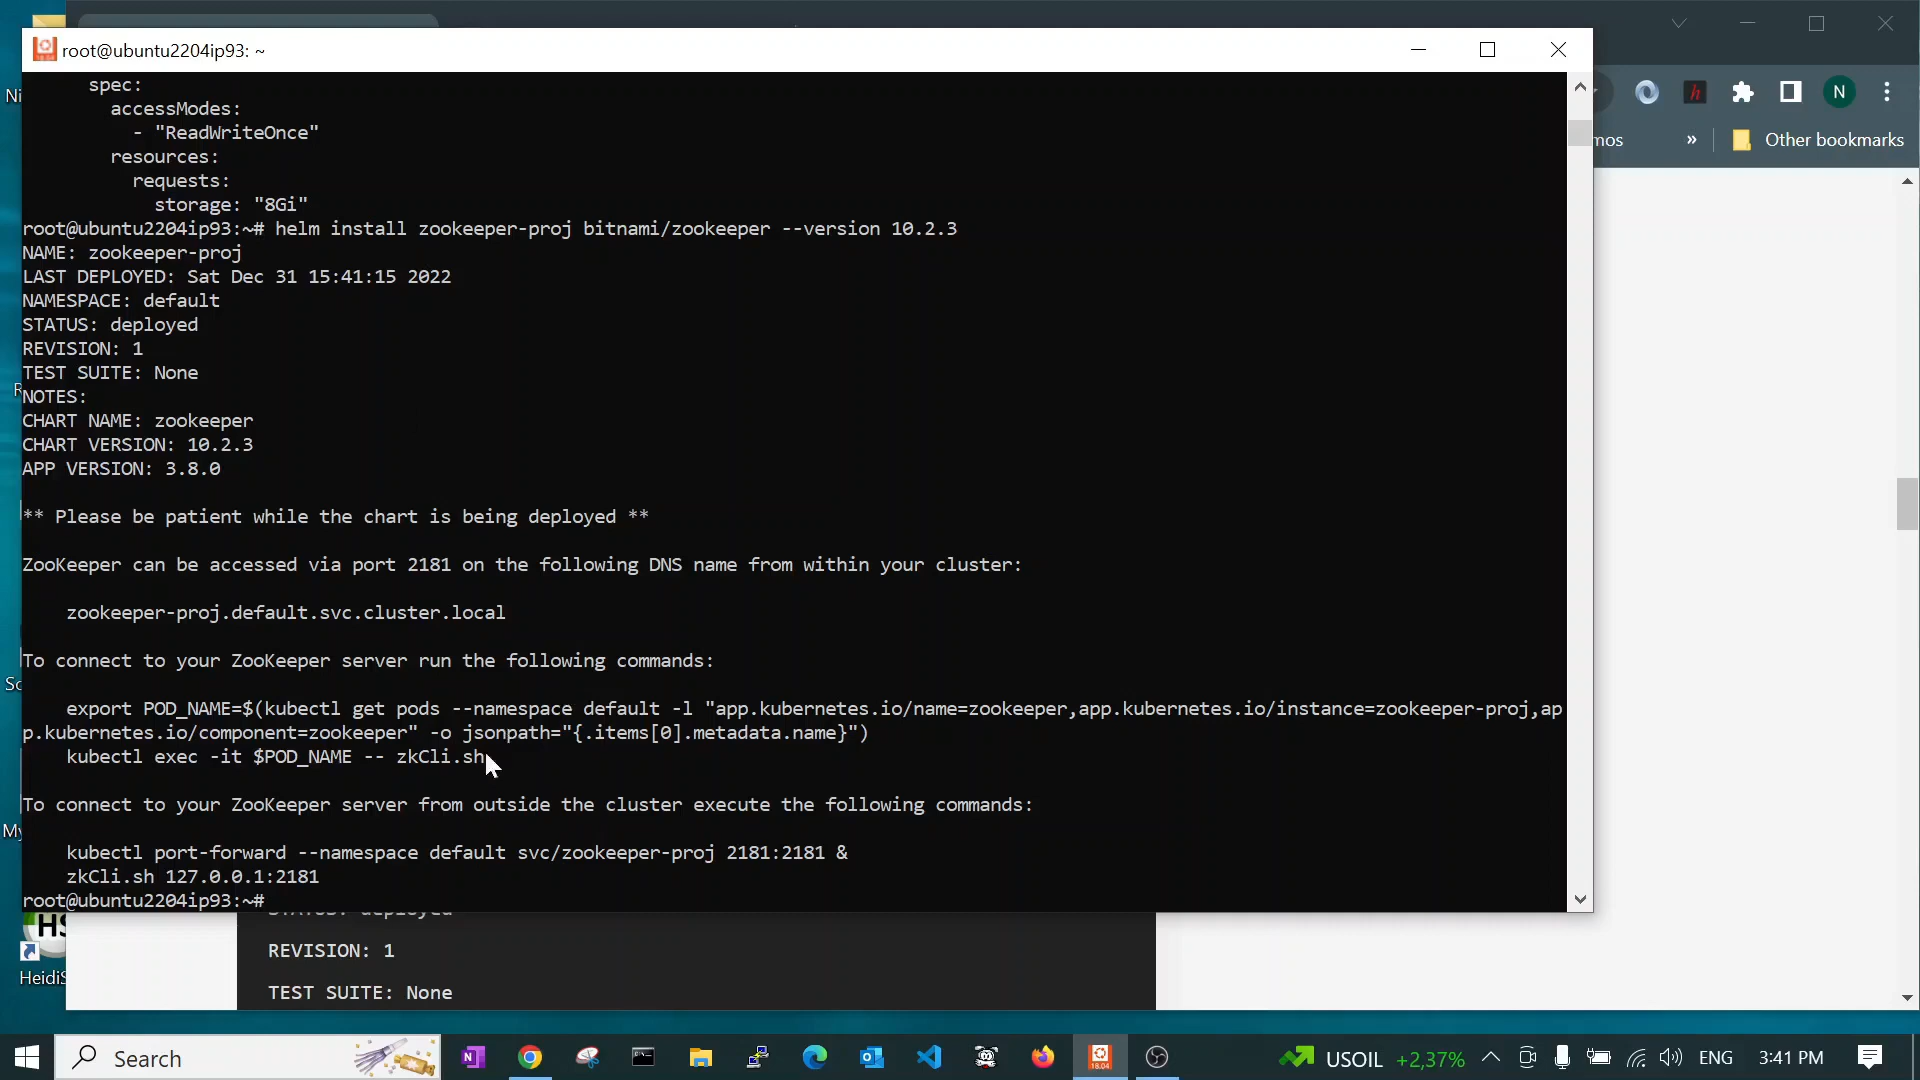 root@ubuntu2204ip93: ~
spec:
accessModes:
- "ReadWriteOnce"
resources:
requests:
storage: "8Gi"
root@ubuntu2204ip93:~# helm install zookeeper-proj bitnami/zookeeper --version 10.2.3
NAME: zookeeper-proj
LAST DEPLOYED: Sat Dec 31 15:41:15 2022
NAMESPACE: default
STATUS: deployed
REVISION: 1
TEST SUITE: None
NOTES:
CHART NAME: zookeeper
CHART VERSION: 10.2.3
APP VERSION: 3.8.0
** Please be patient while the chart is being deployed **
ZooKeeper can be accessed via port 2181 on the following DNS name from within your cluster:
zookeeper-proj.default.svc.cluster.local
To connect to your ZooKeeper server run the following commands:
export POD_NAME=$(kubectl get pods --namespace default -l "app.kubernetes.io/name=zookeeper,app.kubernetes.io/instance=zookeeper-proj,ap
p.kubernetes.io/component=zookeeper" -o jsonpath="{.items[0].metadata.name}")
kubectl exec -it $POD_NAME -- zkCli.sh
To connect to your ZooKeeper server from outside the cluster execute the following commands:
kubectl port-forward --namespace default svc/zookeeper-proj 2181:2181 &
zkCli.sh 127.0.0.1:2181
root@ubuntu2204ip93:~#
N
mos
» Other bookmarks
Ni
My
HS
HeidiS
STATUS: deployed
REVISION: 1
TEST SUITE: None
Search
18.04
USOIL +2,37%
ENG
3:41 PM